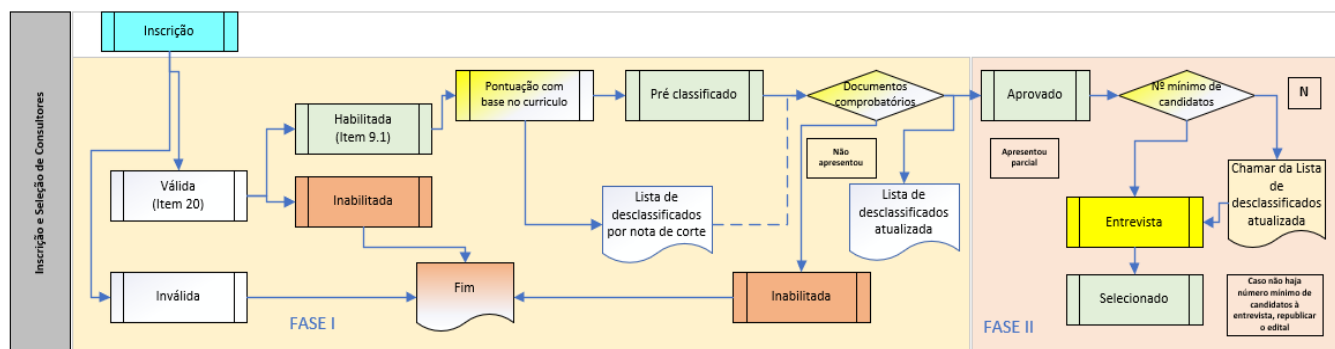 Inscrição e Seleção de Consultores
Inscrição
Válida
(Item 20)
Inválida
Habilitada
(Item 9.1)
Inabilitada
Pontuação com
base no curriculo
Pré classificado
Documentos
comprobatórios
Não
apresentou
Lista de
desclassificados
por nota de corte
Lista de
desclassificados
atualizada
Fim
Inabilitada
FASE I
Aprovado
Nº mínimo de
candidatos
N
Apresentou
parcial
Chamar da Lista
de
desclassificados
atualizada
Entrevista
Selecionado
Caso não haja
número mínimo de
candidatos à
entrevista, republicar
o edital
FASE II